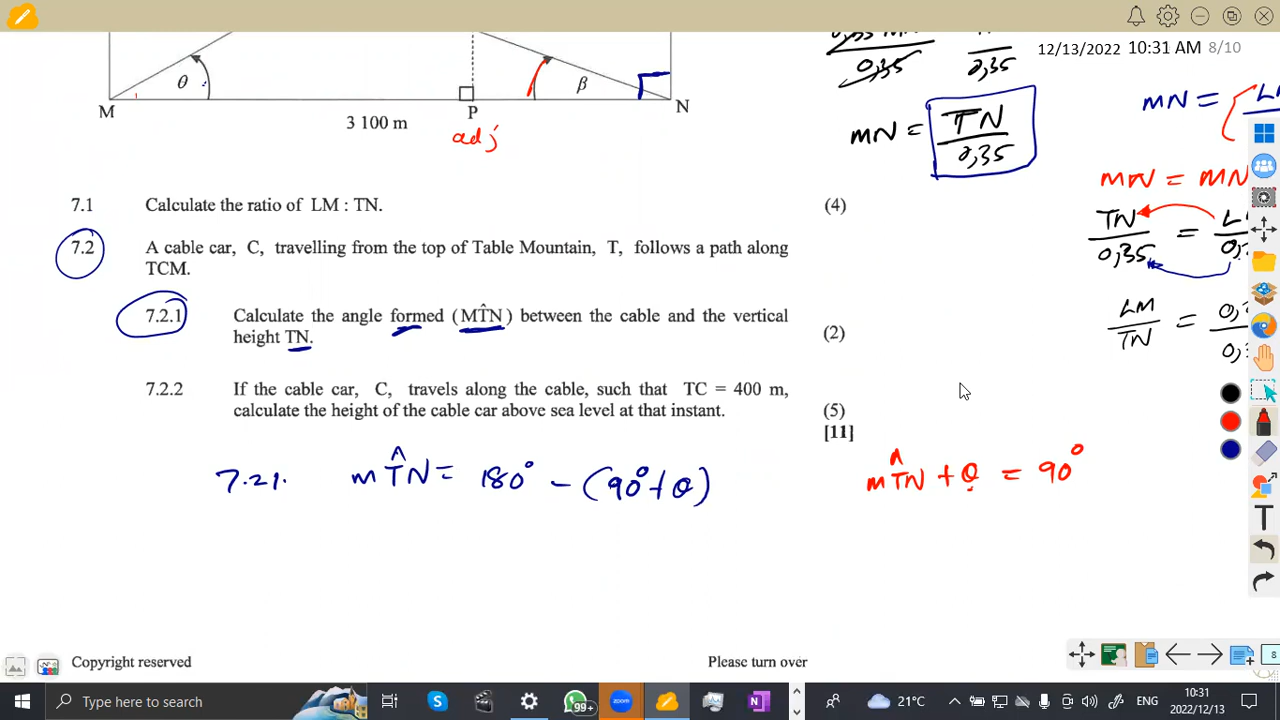 12/13/2022 10:31 AM 8/10
θ
β
M
P
N
3 100 m
adj
MN = TN
0,35
MN =
MN = MN
TN = 
0,35
LM =
TN
7.1 Calculate the ratio of LM : TN. (4)
7.2 A cable car, C, travelling from the top of Table Mountain, T, follows a path along
TCM.
7.2.1 Calculate the angle formed (MT̂N) between the cable and the vertical
height TN. (2)
7.2.2 If the cable car, C, travels along the cable, such that TC = 400 m,
calculate the height of the cable car above sea level at that instant. (5)
[11]
7.21. MT̂N = 180° - (90° + θ)
MT̂N + θ = 90°
Copyright reserved Please turn over
8
Type here to search
99+
zoom
N
21°C
ENG
10:31
2022/12/13